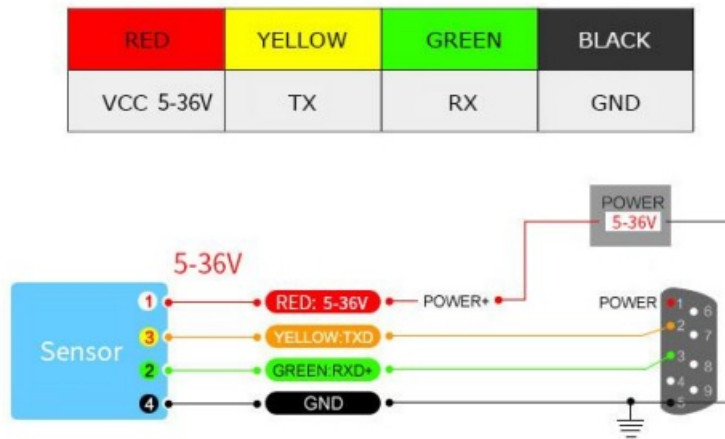 RED YELLOW GREEN BLACK
VCC 5-36V TX RX GND
POWER
5-36V
5-36V
1 RED: 5-36V POWER+ POWER 1 6
3 YELLOW:TXD 2 7
Sensor
2 GREEN:RXD+ 3 8
4 GND 4 9
5